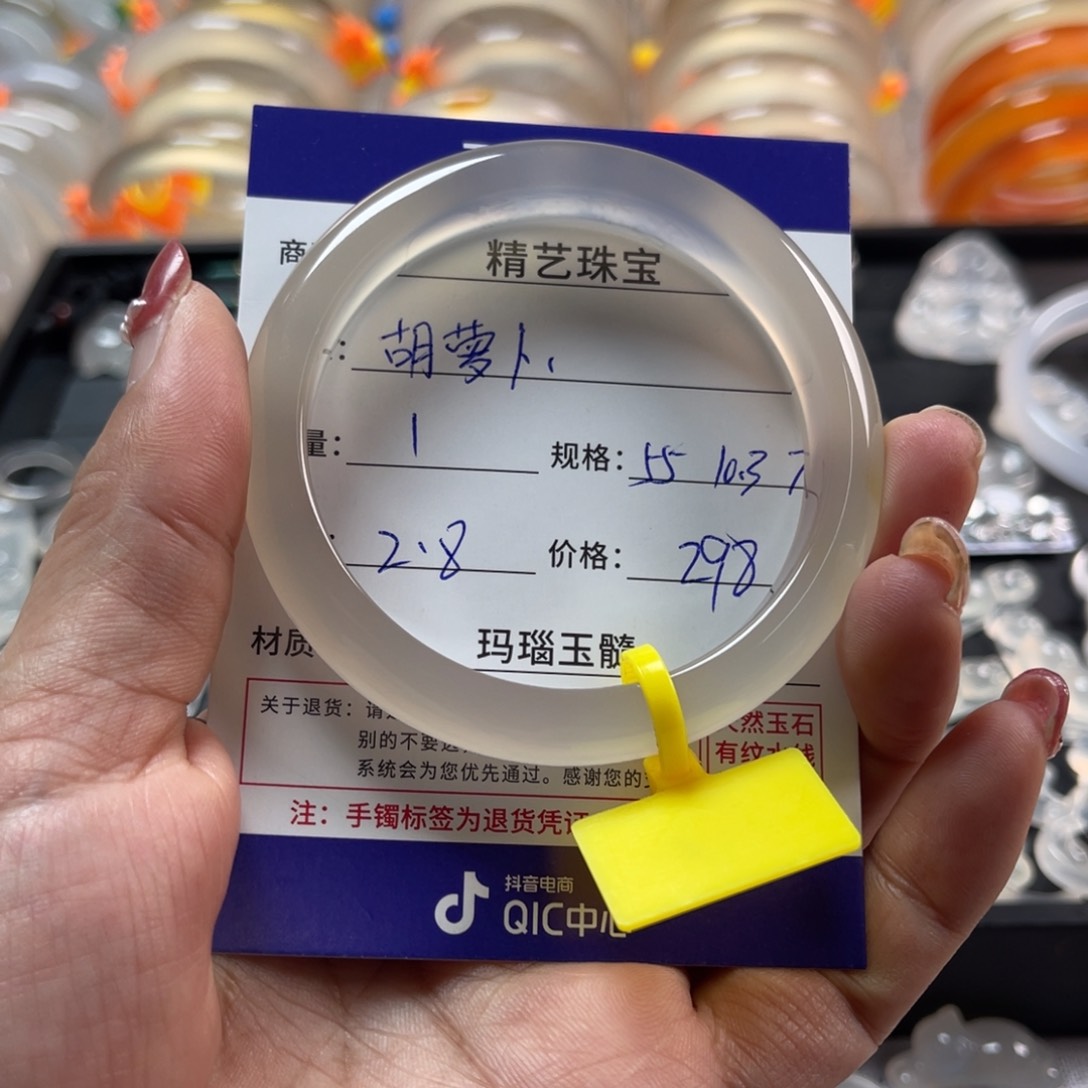 商
精艺珠宝
胡萝卜
量： 1 规格： 55 10.3
2.8 价格： 298
材质 玛瑙玉髓
关于退货：请
别的不要
系统会为您优先通过。感谢您的
天然玉石
有纹水线
注：手镯标签为退货凭证
抖音电商
QIC中心